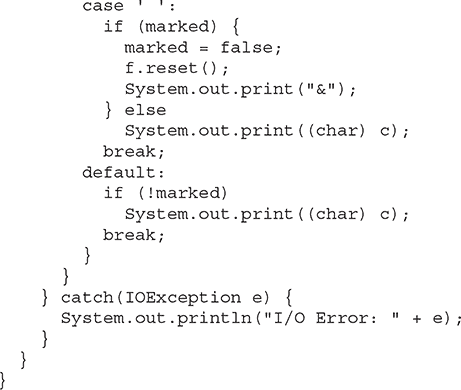 case ' ':
          if (marked) {
            marked = false;
            f.reset();
            System.out.print("&");
          } else
            System.out.print((char) c);
          break;
        default:
          if (!marked)
            System.out.print((char) c);
          break;
        }
      }
    } catch(IOException e) {
      System.out.println("I/O Error: " + e);
    }
  }
}